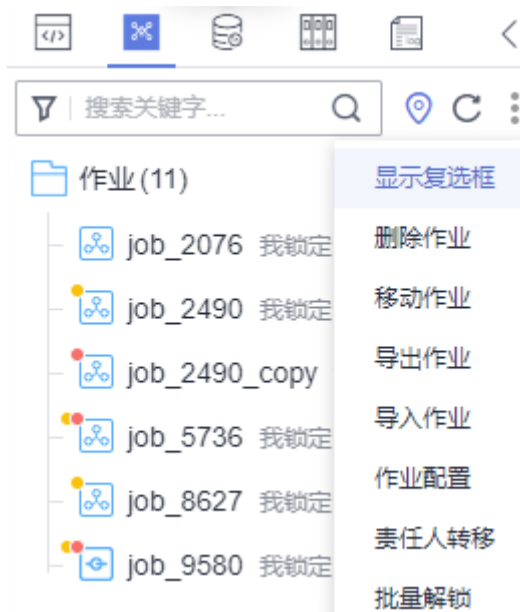 搜索关键字...
作业 (11)
显示复选框
job_2076 我锁定
删除作业
job_2490 我锁定
移动作业
job_2490_copy
导出作业
导入作业
job_5736 我锁定
作业配置
job_8627 我锁定
责任人转移
job_9580 我锁定
批量解锁